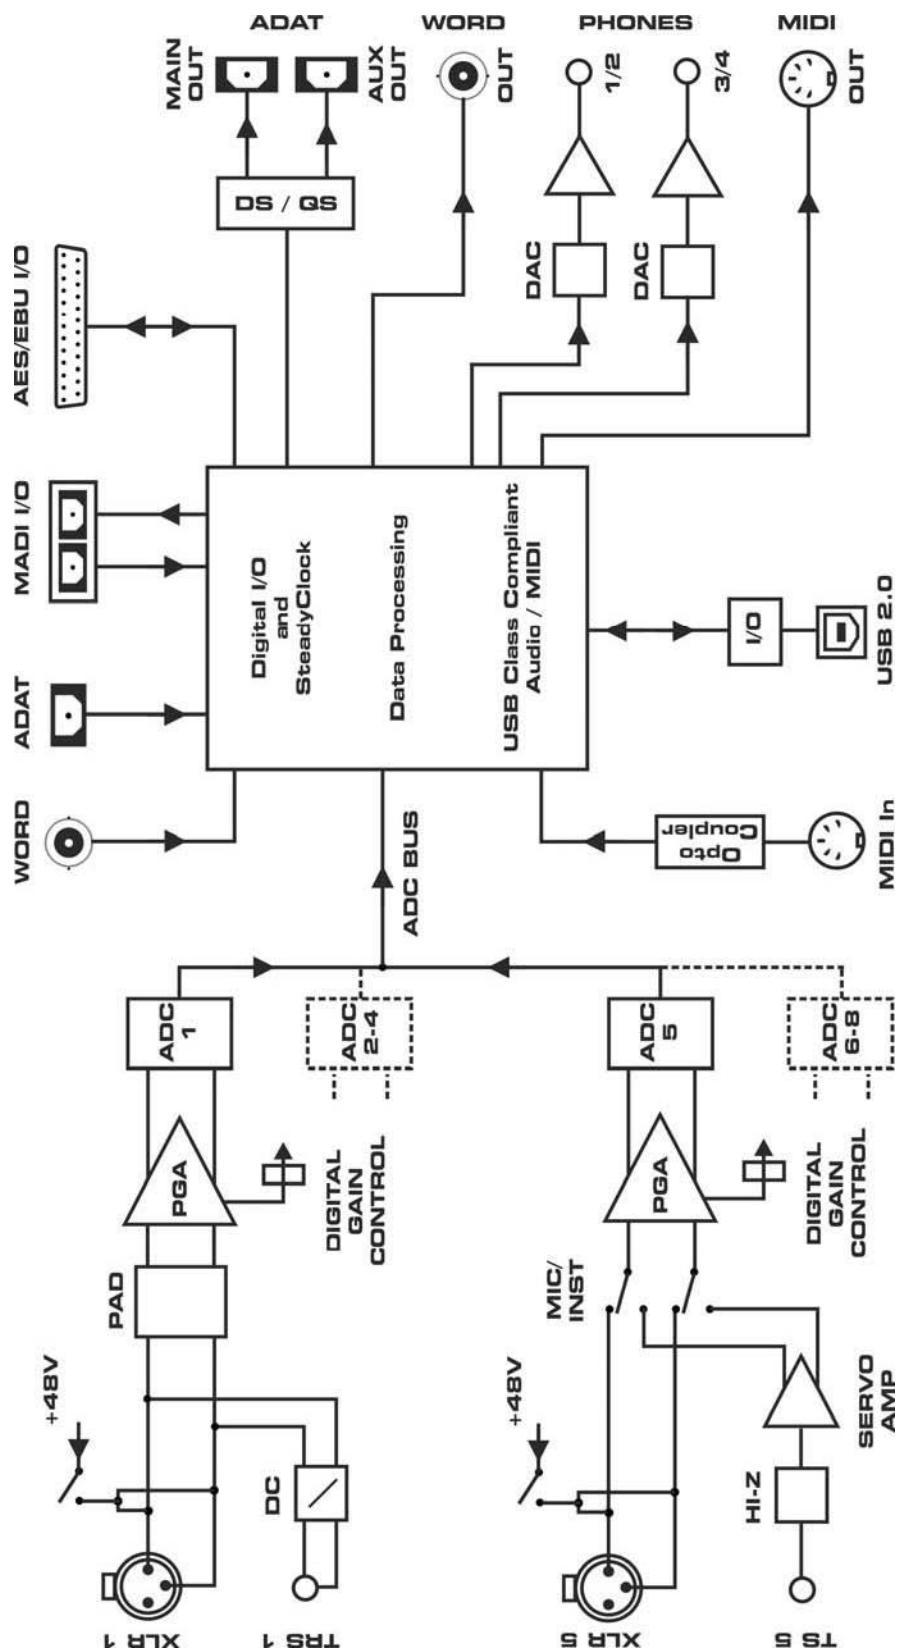 ADAT
WORD
PHONES
MIDI
MAIN
OUT
AUX
OUT
OUT
1/2
3/4
OUT
DS / QS
AES/EBU I/O
DAC
DAC
MADI I/O
Digital I/O
and
SteadyClock
Data Processing
USB Class Compliant
Audio / MIDI
ADAT
I/O
USB 2.0
WORD
ADC BUS
Opto
Coupler
MIDI In
ADC
1
ADC
2-4
ADC
5
ADC
6-8
PGA
DIGITAL
GAIN
CONTROL
PGA
DIGITAL
GAIN
CONTROL
PAD
MIC/
INST
+48V
+48V
SERVO
AMP
DC
HI-Z
XLR 1
TRS 1
XLR 5
TS 5